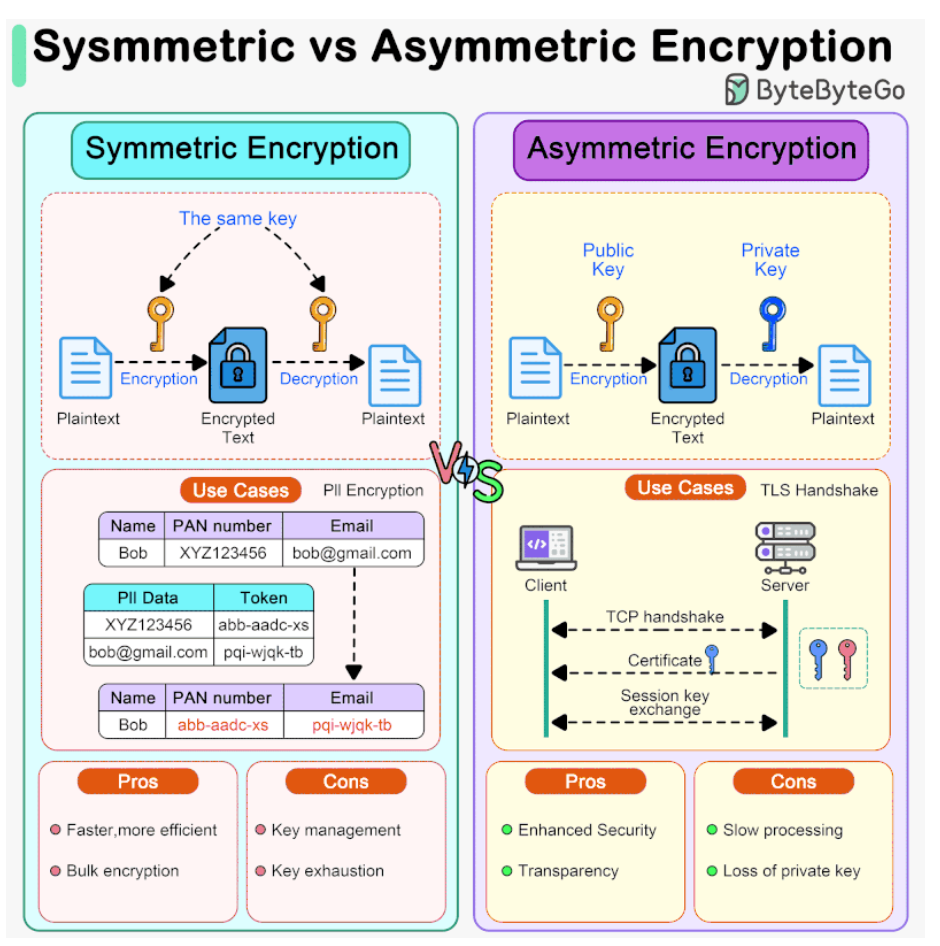 Sysmmetric vs Asymmetric Encryption
ByteByteGo
Symmetric Encryption
The same key
Encryption
Decryption
Plaintext
Encrypted
Text
Plaintext
Use Cases
PII Encryption
Name PAN number Email
Bob XYZ123456 bob@gmail.com
PII Data Token
XYZ123456 abb-aadc-xs
bob@gmail.com pqi-wjqk-tb
Name PAN number Email
Bob abb-aadc-xs pqi-wjqk-tb
Pros
Faster,more efficient
Bulk encryption
Cons
Key management
Key exhaustion
VS
Asymmetric Encryption
Public
Key
Private
Key
Encryption
Decryption
Plaintext
Encrypted
Text
Plaintext
Use Cases
TLS Handshake
</>
Client
Server
TCP handshake
Certificate
Session key
exchange
Pros
Enhanced Security
Transparency
Cons
Slow processing
Loss of private key